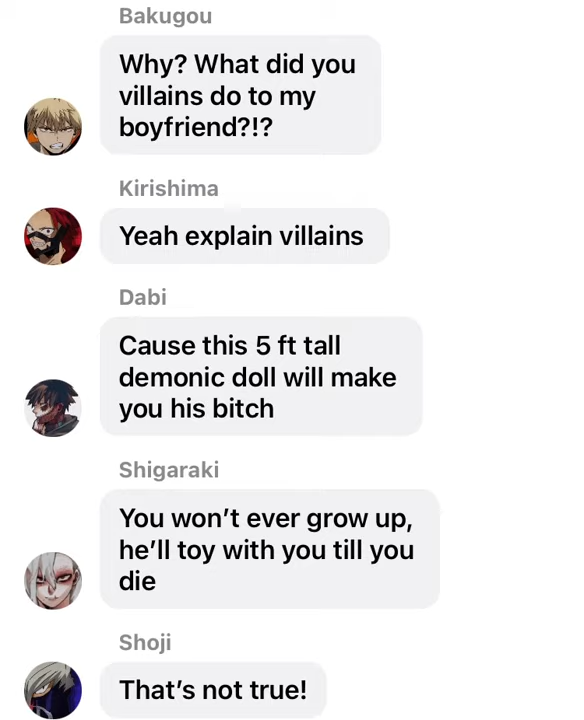 Bakugou
Why? What did you
villains do to my
boyfriend?!?
Kirishima
Yeah explain villains
Dabi
Cause this 5 ft tall
demonic doll will make
you his bitch
Shigaraki
You won’t ever grow up,
he’ll toy with you till you
die
Shoji
That’s not true!